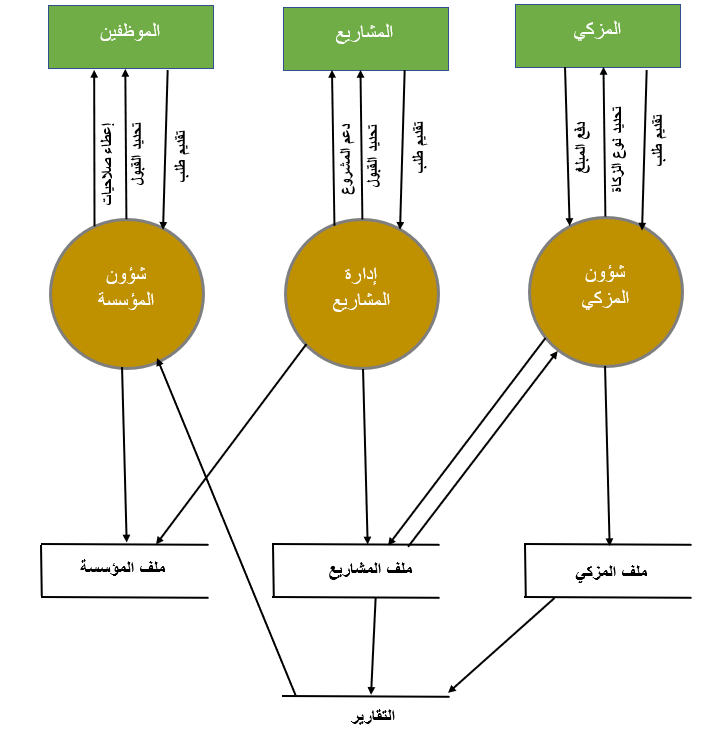 المزكي
المشاريع
الموظفين
تقديم طلب
تحديد نوع الزكاة
دفع المبلغ
تقديم طلب
تحديد القبول
دعم المشروع
تقديم طلب
تحديد القبول
إعطاء صلاحيات
شؤون
المزكي
إدارة
المشاريع
شؤون
المؤسسة
ملف المزكي
ملف المشاريع
ملف المؤسسة
التقارير